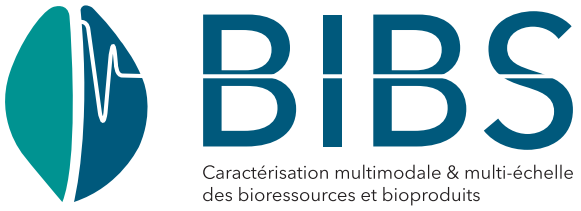 BIBS
Caractérisation multimodale & multi-échelle
des bioressources et bioproduits